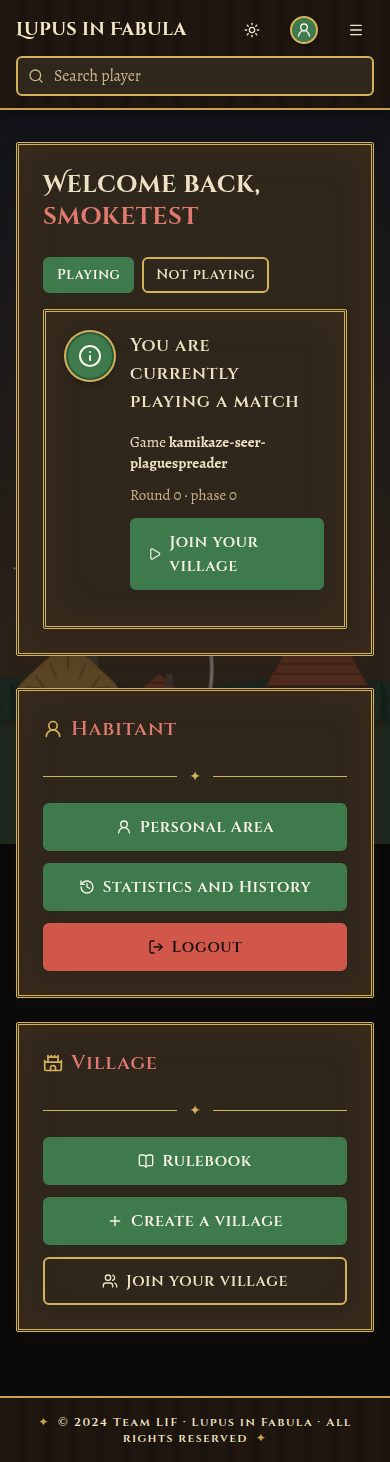 Lupus in Fabula
Search player
Welcome back,
smoketest
Playing
Not playing
You are
currently
playing a match
Game kamikaze-seer-
plaguespreader
Round 0 · phase 0
Join your
village
Habitant
Personal Area
Statistics and History
Logout
Village
Rulebook
Create a village
Join your village
✦ © 2024 Team LIF · Lupus in Fabula · All
rights reserved ✦